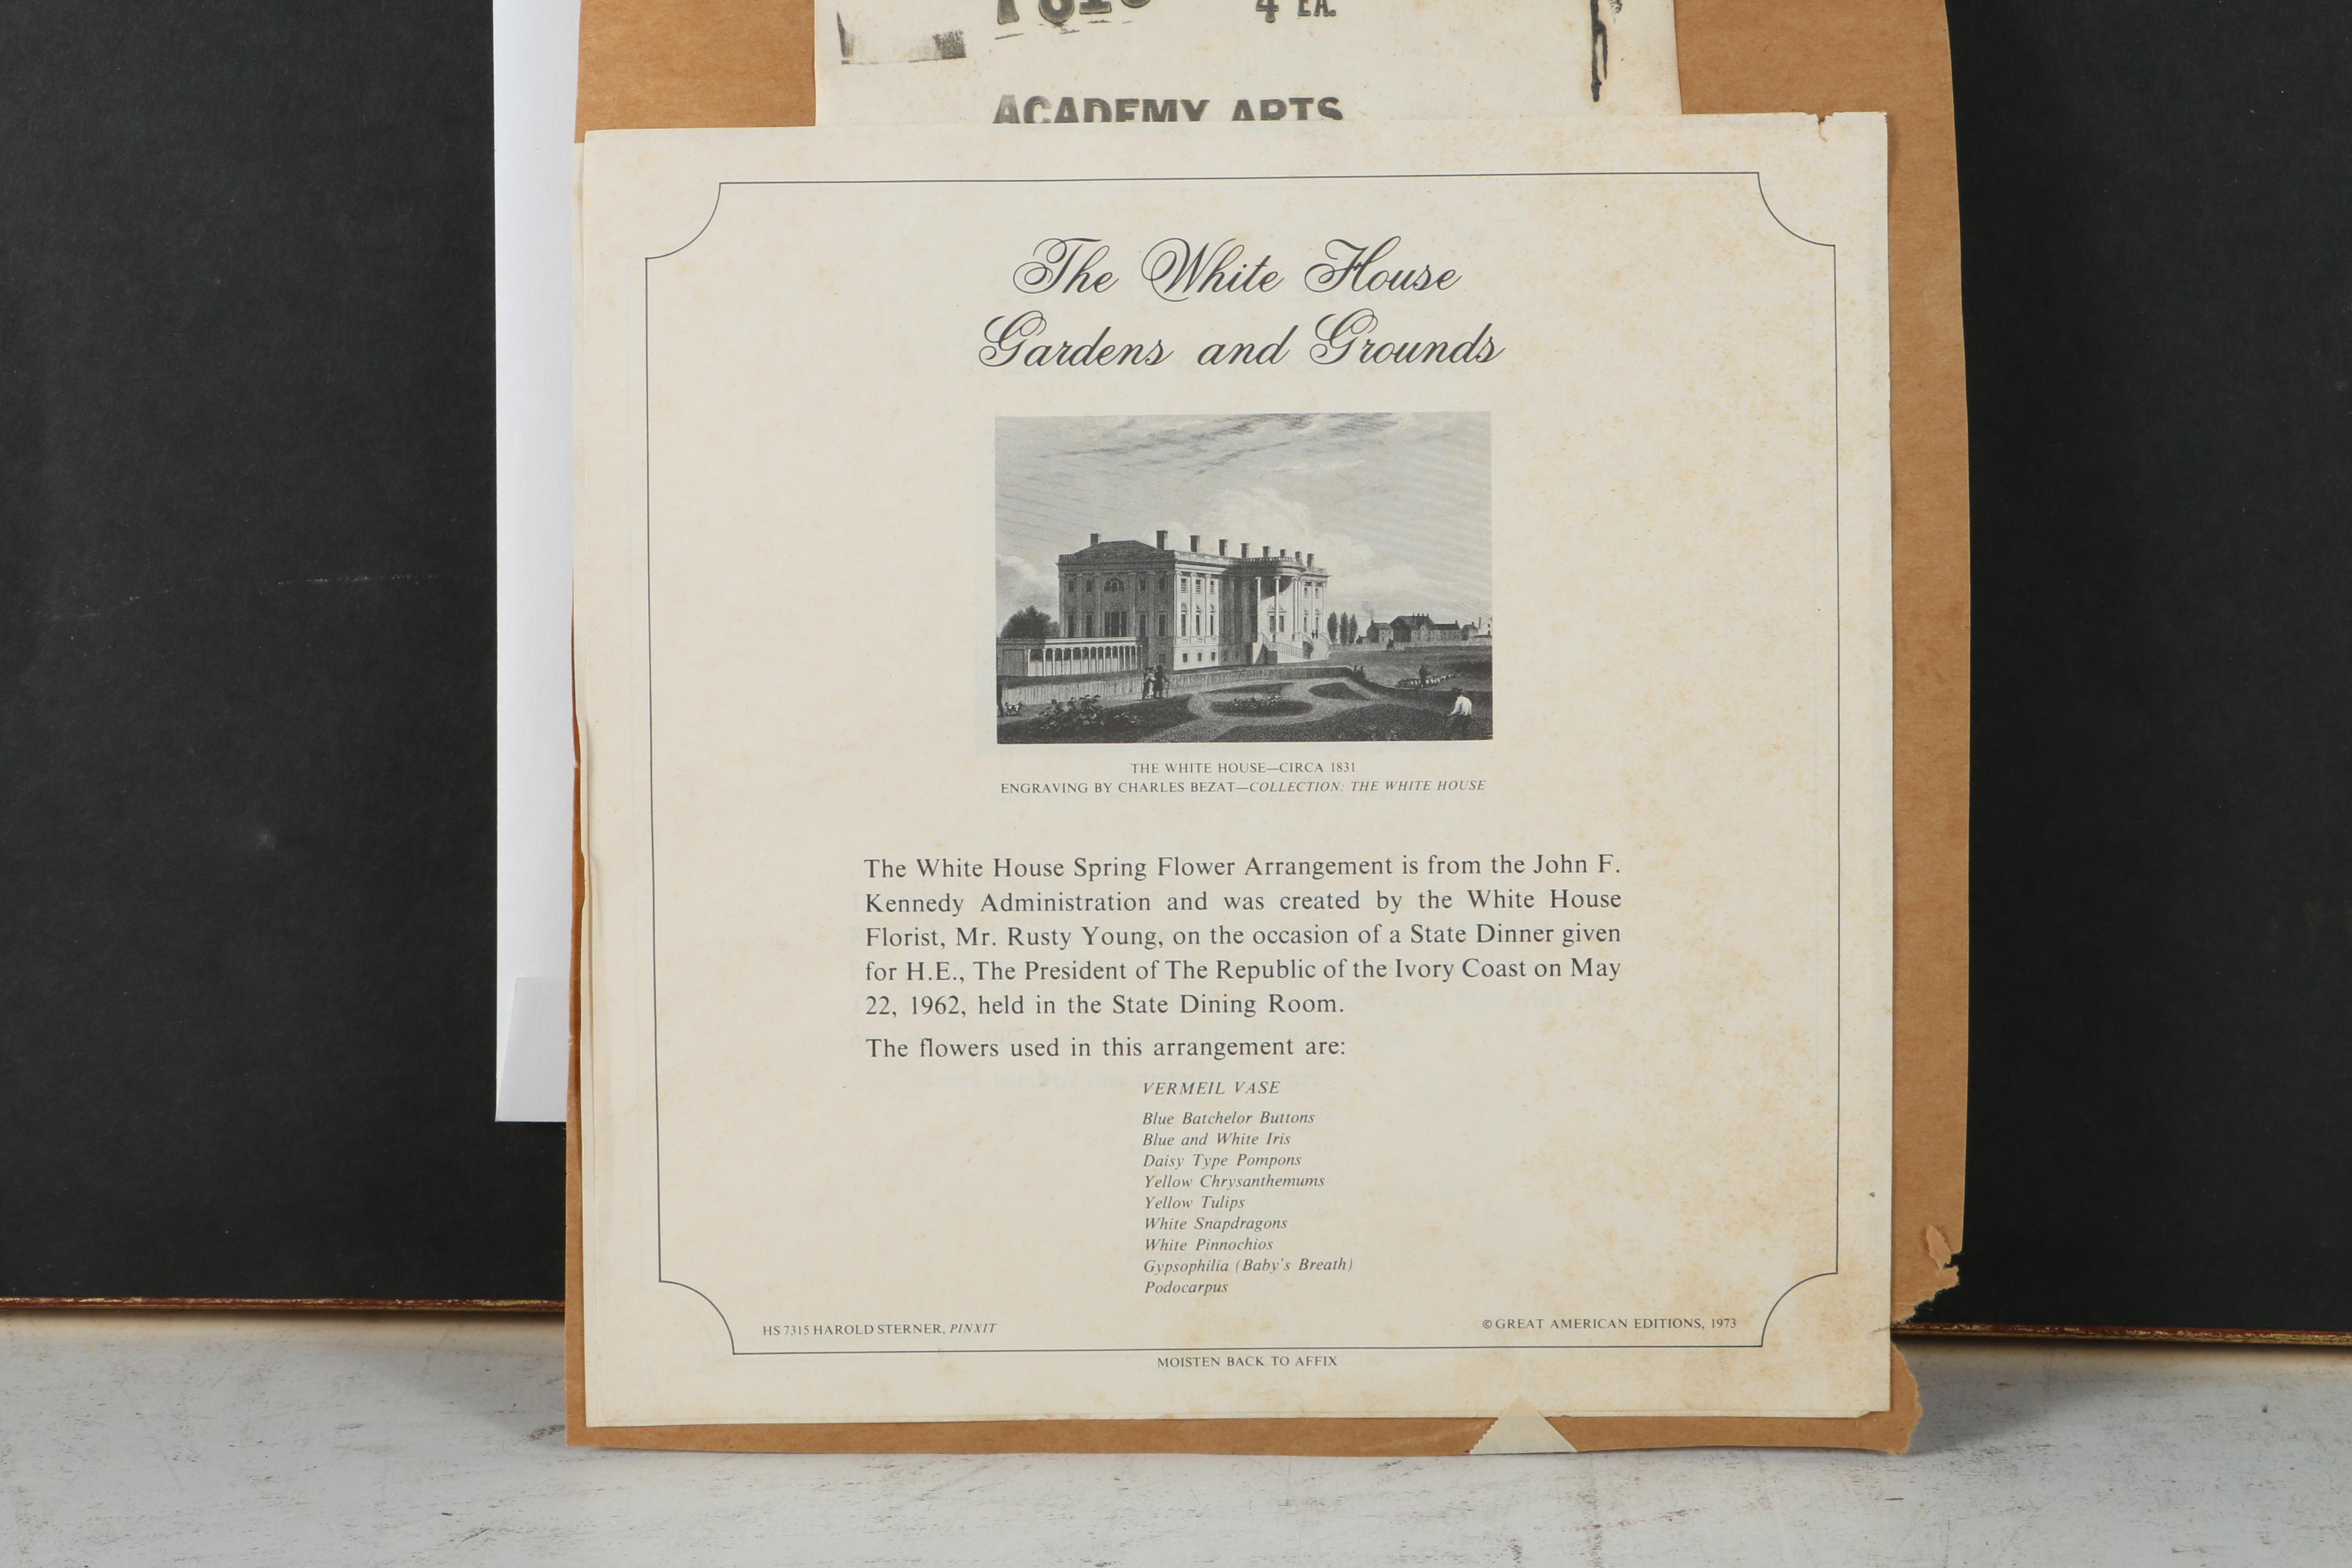 4 EA.
ACADEMY ARTS
The White House
Gardens and Grounds
THE WHITE HOUSE—CIRCA 1831
ENGRAVING BY CHARLES BEZAT—COLLECTION: THE WHITE HOUSE
The White House Spring Flower Arrangement is from the John F.
Kennedy Administration and was created by the White House
Florist, Mr. Rusty Young, on the occasion of a State Dinner given
for H.E., The President of The Republic of the Ivory Coast on May
22, 1962, held in the State Dining Room.
The flowers used in this arrangement are:
VERMEIL VASE
Blue Batchelor Buttons
Blue and White Iris
Daisy Type Pompons
Yellow Chrysanthemums
Yellow Tulips
White Snapdragons
White Pinnochios
Gypsophilia (Baby's Breath)
Podocarpus
HS 7315 HAROLD STERNER, PINXIT
© GREAT AMERICAN EDITIONS, 1973
MOISTEN BACK TO AFFIX